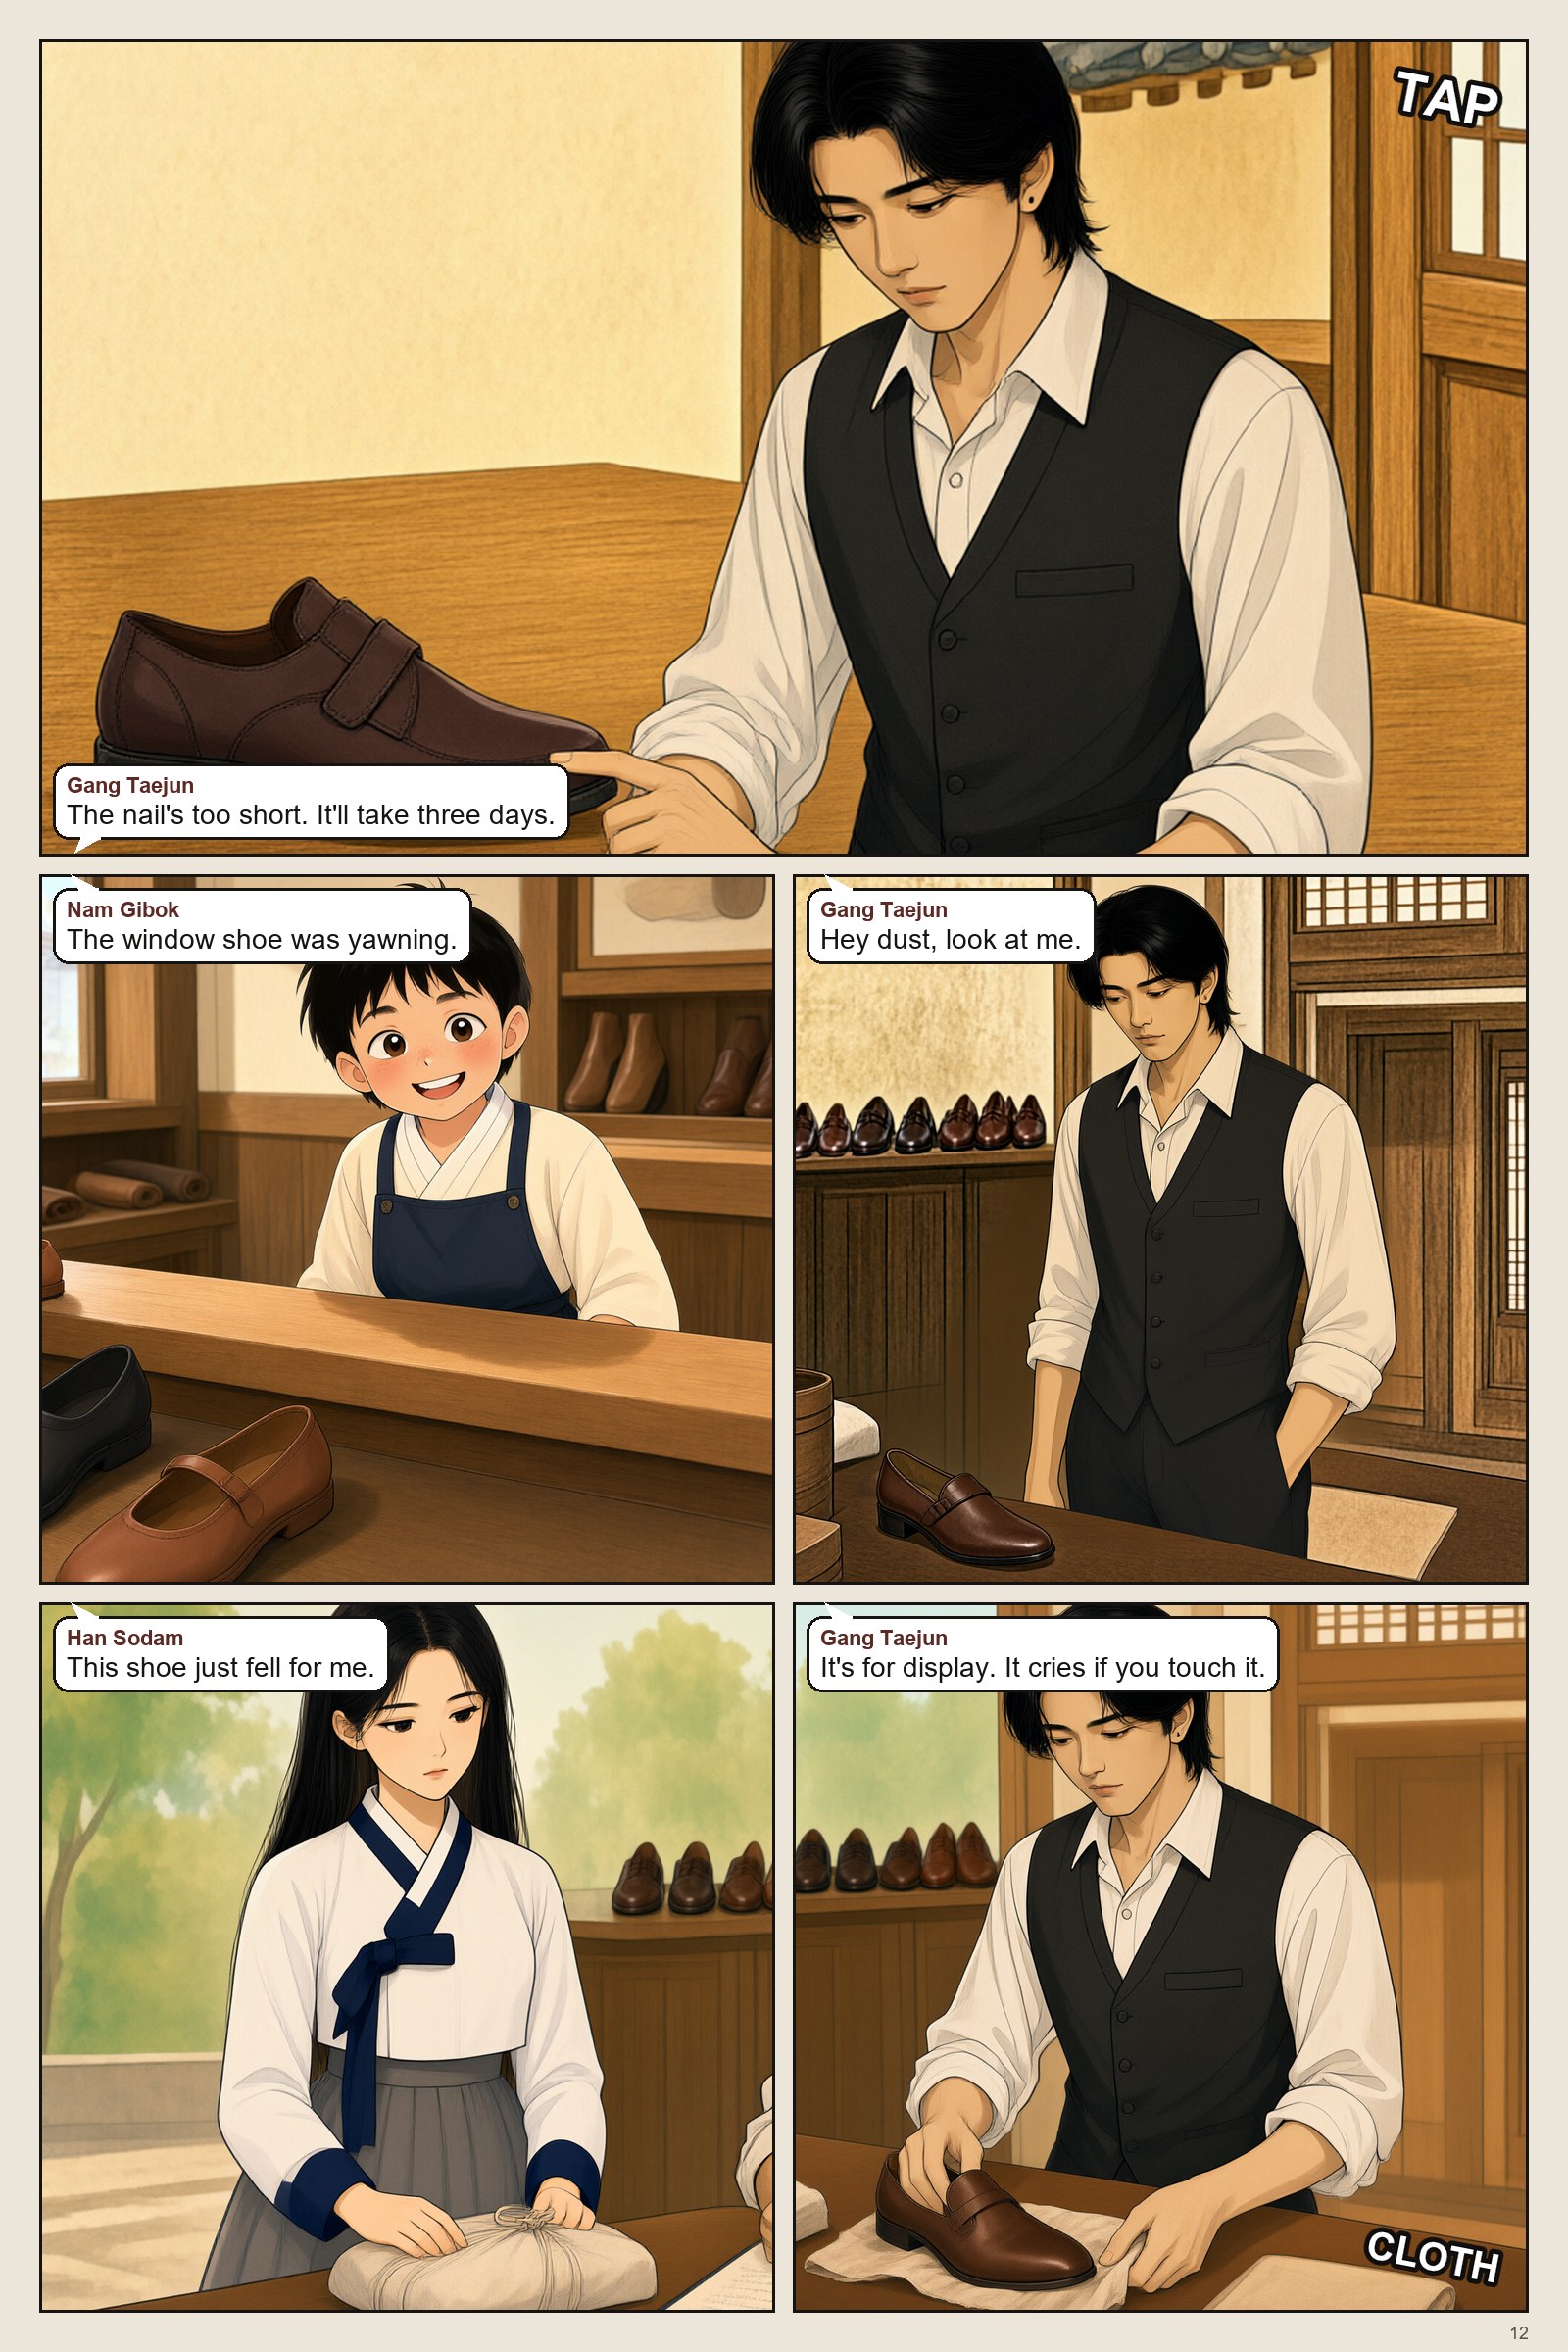 TAP
Gang Taejun
The nail's too short. It'll take three days.
Nam Gibok
The window shoe was yawning.
Gang Taejun
Hey dust, look at me.
Han Sodam
This shoe just fell for me.
Gang Taejun
It's for display. It cries if you touch it.
CLOTH
12